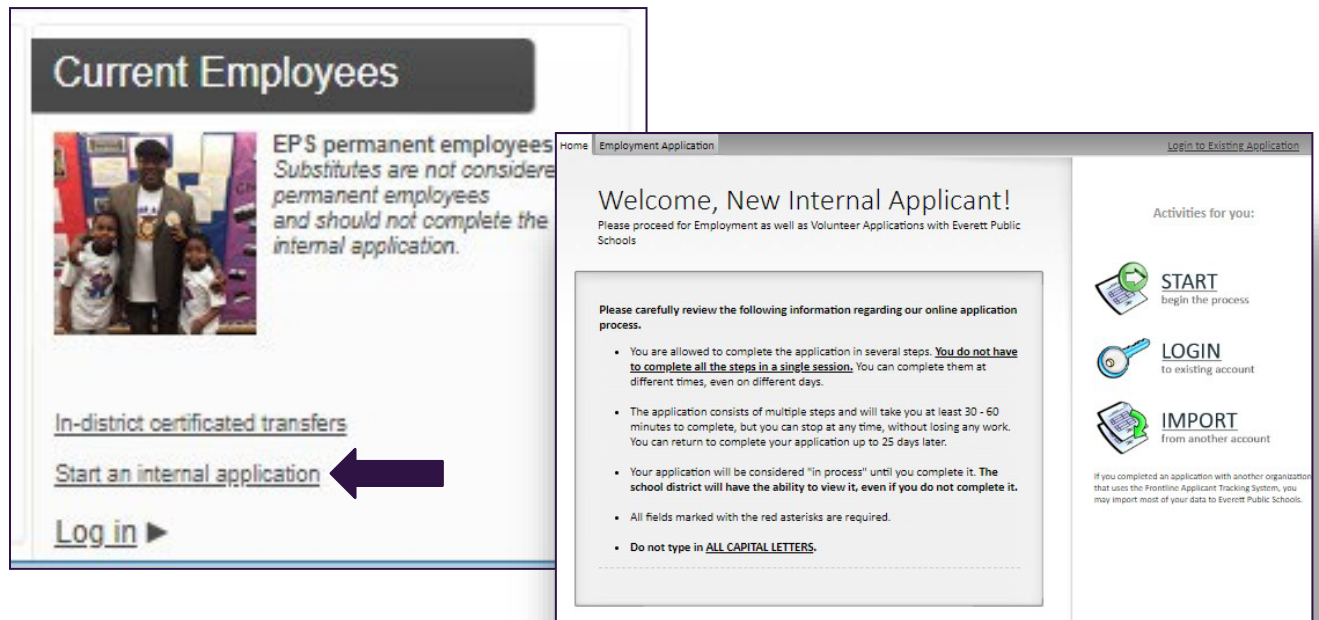 Current Employees
EPS permanent employees
Substitutes are not considere
permanent employees
and should not complete the
internal application.
In-district certificated transfers
Start an internal application
Log in ►
Home Employment Application Login to Existing Application
Welcome, New Internal Applicant!
Please proceed for Employment as well as Volunteer Applications with Everett Public
Schools
Please carefully review the following information regarding our online application
process.
• You are allowed to complete the application in several steps. You do not have
to complete all the steps in a single session. You can complete them at
different times, even on different days.
• The application consists of multiple steps and will take you at least 30 - 60
minutes to complete, but you can stop at any time, without losing any work.
You can return to complete your application up to 25 days later.
• Your application will be considered "in process" until you complete it. The
school district will have the ability to view it, even if you do not complete it.
• All fields marked with the red asterisks are required.
• Do not type in ALL CAPITAL LETTERS.
Activities for you:
START
begin the process
LOGIN
to existing account
IMPORT
from another account
If you completed an application with another organization
that uses the Frontline Applicant Tracking System, you
may import most of your data to Everett Public Schools.